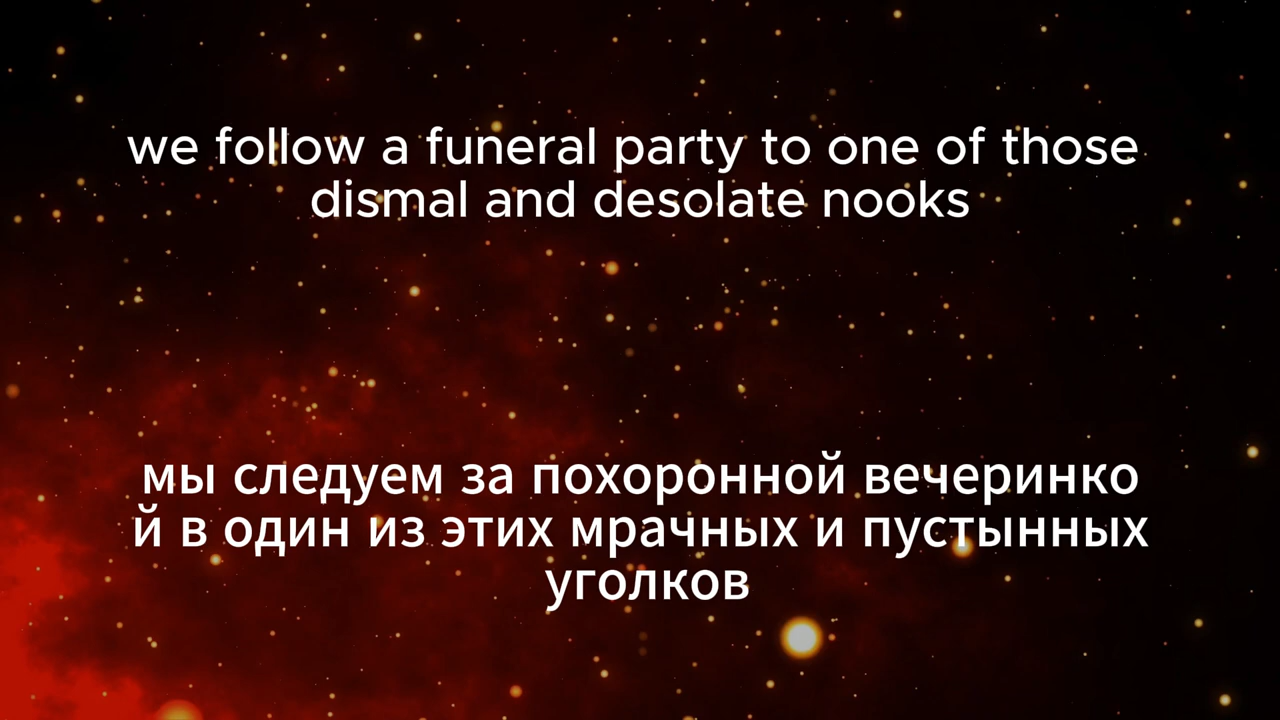 we follow a funeral party to one of those
dismal and desolate nooks
мы следуем за похоронной вечеринко
й в один из этих мрачных и пустынных
уголков